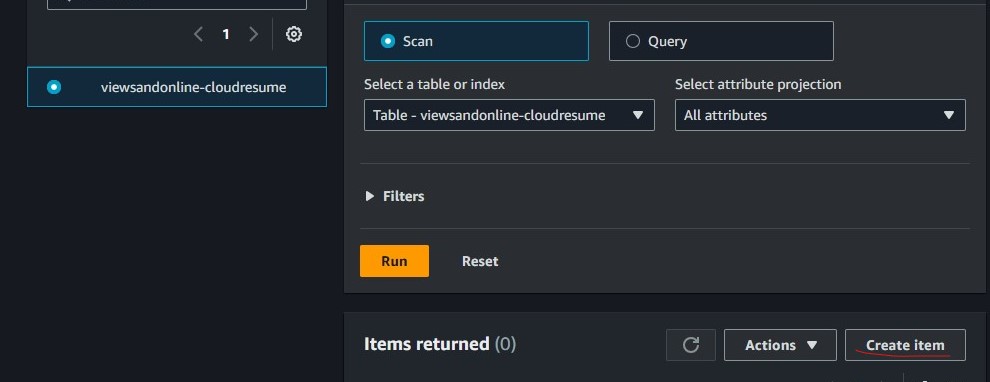 1
viewsandonline-cloudresume
Scan
Query
Select a table or index
Select attribute projection
Table - viewsandonline-cloudresume
All attributes
Filters
Run
Reset
Items returned (0)
Actions
Create item